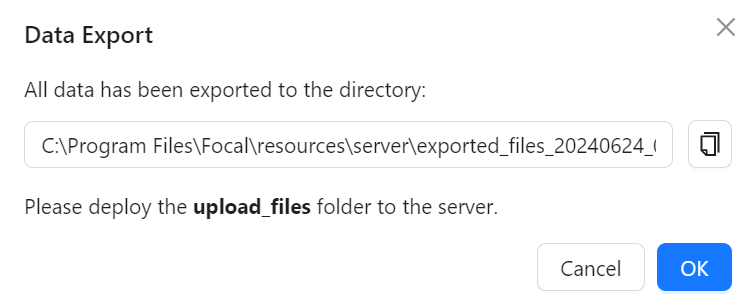 Data Export
All data has been exported to the directory:
C:\Program Files\Focal\resources\server\exported_files_20240624_
Please deploy the upload_files folder to the server.
Cancel
OK